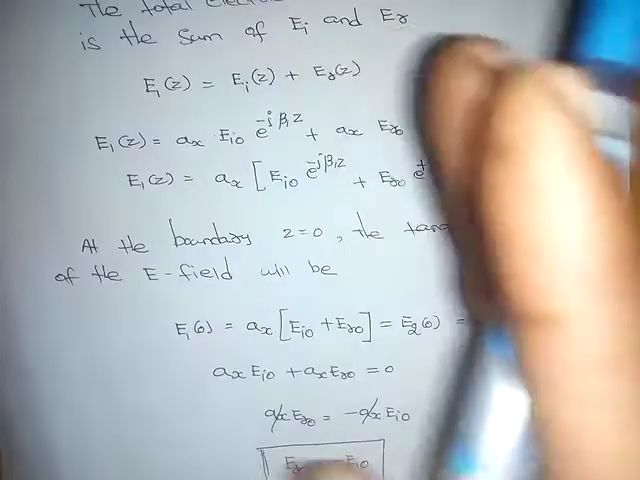 The total
is the sum of Ei and Er
E₁(z) = Ei(z) + Er(z)
E₁(z) = ax Ei0 e^-jβ₁z + ax Er0
E₁(z) = ax [Ei0 e^-jβ₁z + Er0 e^+
At the boundary z=0, the
of the E-field will be
E₁(0) = ax [Ei0 + Er0] = E₂(0) =
ax Ei0 + ax Er0 = 0
ax Er0 = -ax Ei0